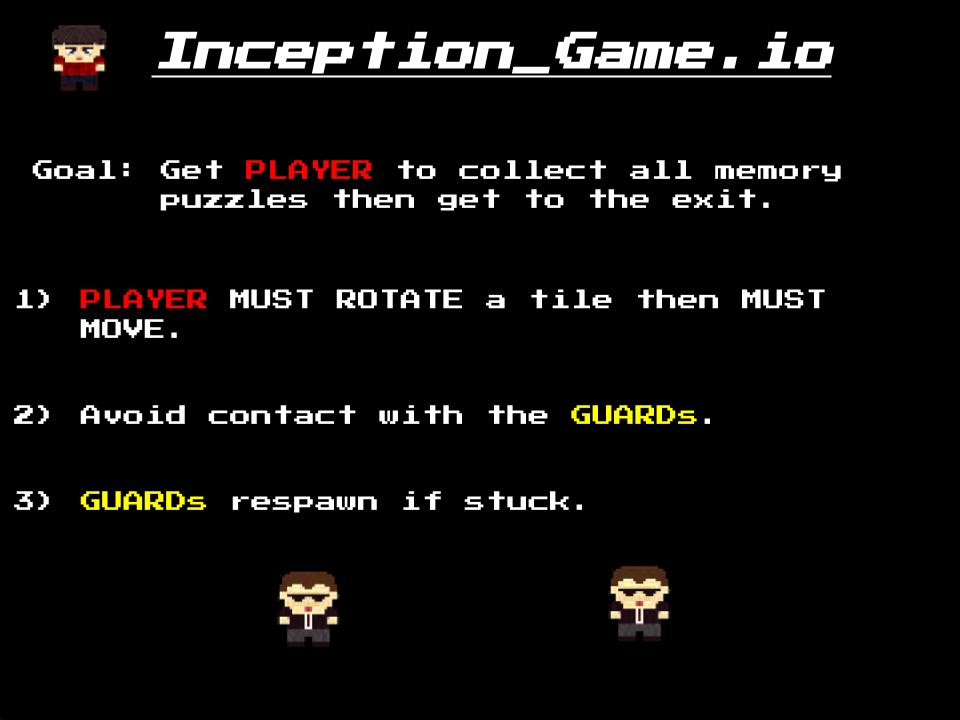 Inception_Game.io
Goal: Get PLAYER to collect all memory
puzzles then get to the exit.
1) PLAYER MUST ROTATE a tile then MUST
MOVE.
2) Avoid contact with the GUARDs.
3) GUARDs respawn if stuck.